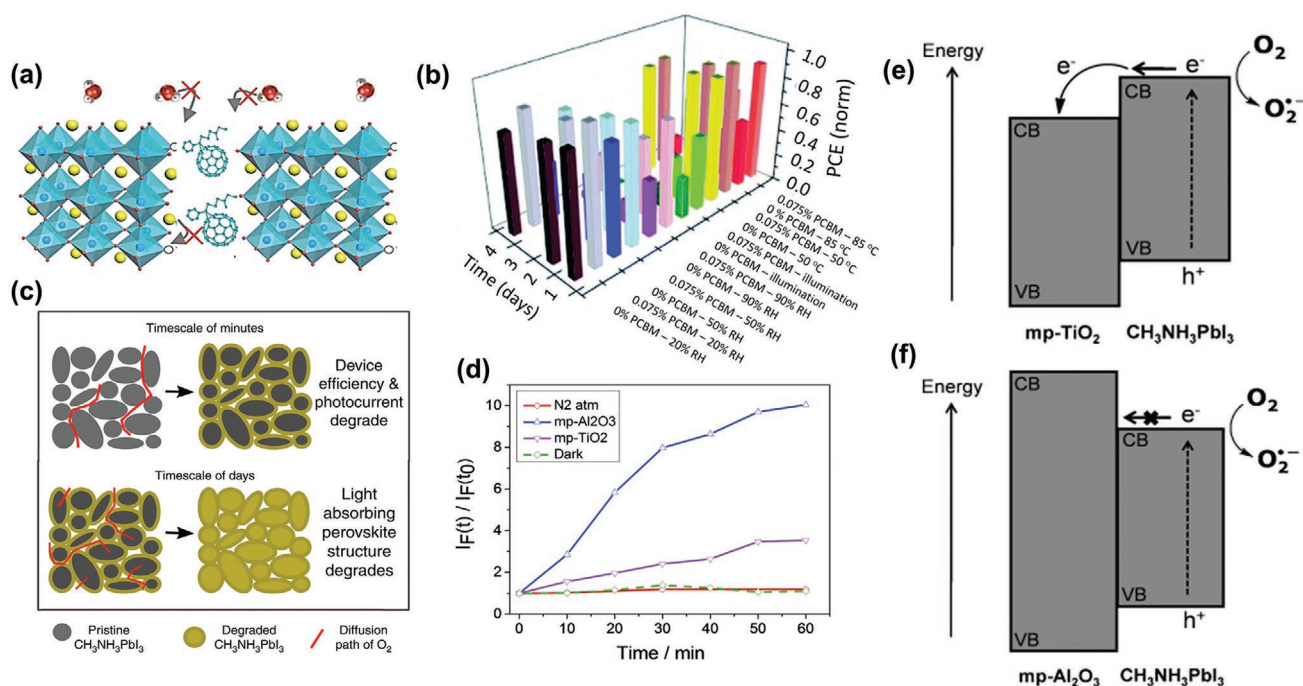 (a)
(b)
1.0
0.8
0.6
0.4
0.2
0.0
PCE (norm)
4
3
2
1
Time (days)
0.075% PCBM – 85 °C
0 % PCBM – 85 °C
0.075% PCBM – 50 °C
0% PCBM – 50 °C
0.075% PCBM – illumination
0% PCBM – illumination
0.075% PCBM – 90% RH
0% PCBM – 90% RH
0.075% PCBM – 50% RH
0% PCBM – 50% RH
0.075% PCBM – 20% RH
0% PCBM – 20% RH
(c)
Timescale of minutes
Device
efficiency &
photocurrent
degrade
Timescale of days
Light
absorbing
perovskite
structure
degrades
Pristine
CH₃NH₃PbI₃
Degraded
CH₃NH₃PbI₃
Diffusion
path of O₂
(d)
N2 atm
mp-Al2O3
mp-TiO2
Dark
10
8
6
4
2
0
I_F(t) / I_F(t₀)
0 10 20 30 40 50 60
Time / min
(e)
Energy
e⁻
e⁻
O₂
O₂•⁻
CB
CB
VB
VB
h⁺
mp-TiO₂
CH₃NH₃PbI₃
(f)
Energy
CB
e⁻
O₂
O₂•⁻
CB
VB
h⁺
VB
mp-Al₂O₃
CH₃NH₃PbI₃